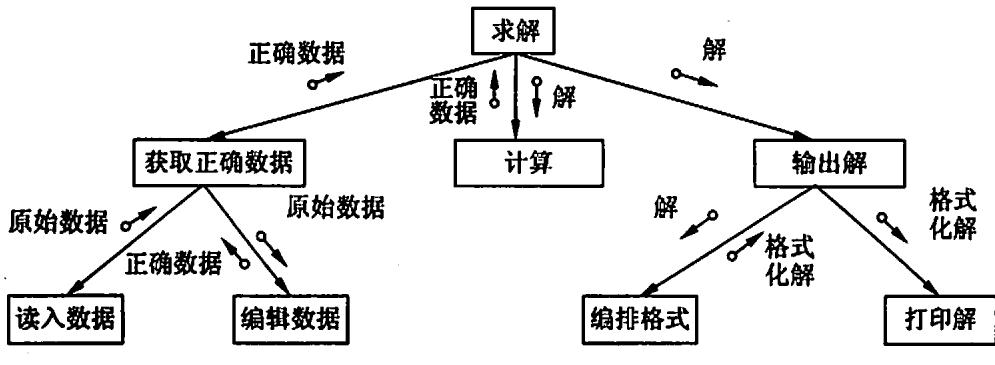 求解
正确数据
解
正确
数据
解
获取正确数据
计算
输出解
原始数据
原始数据
正确数据
解
格式
化解
格式
化解
读入数据
编辑数据
编排格式
打印解